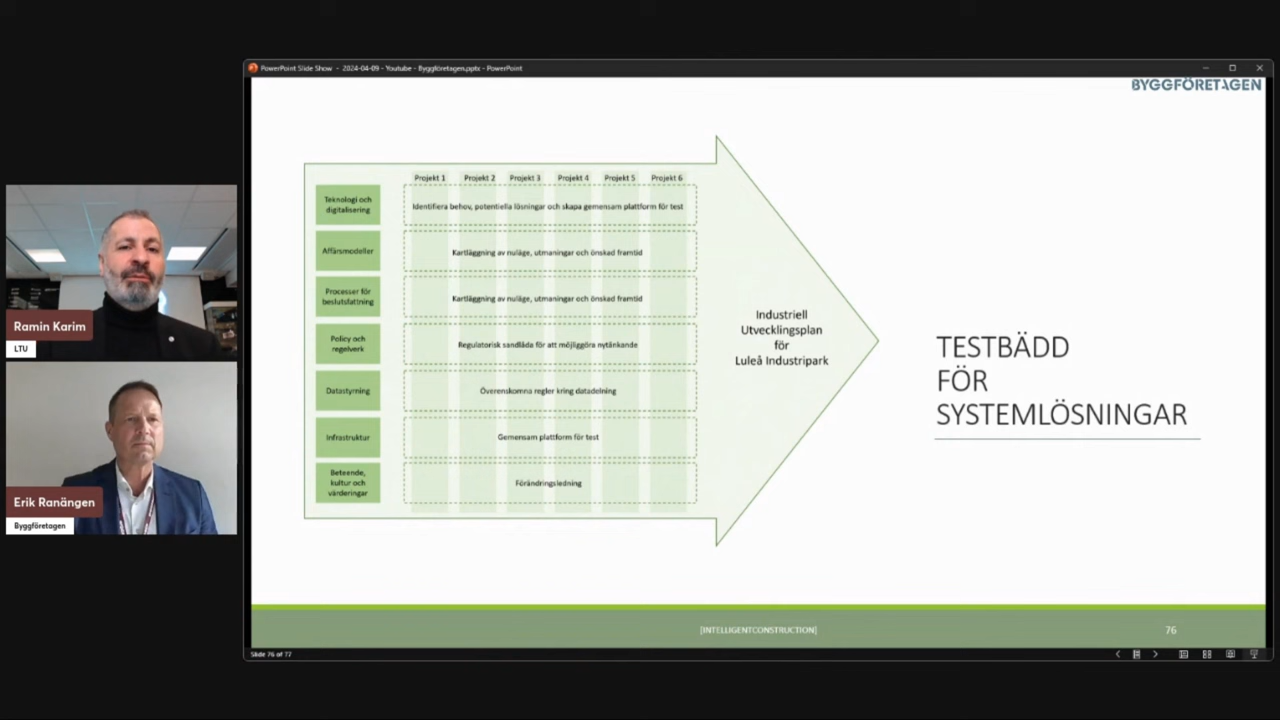 PowerPoint Slide Show - 2024-04-09 - Youtube - Byggföretagen.pptx - PowerPoint
BYGGFÖRETAGEN
Projekt 1 Projekt 2 Projekt 3 Projekt 4 Projekt 5 Projekt 6
Teknologi och
digitalisering
Identifiera behov, potentiella lösningar och skapa gemensam plattform för test
Affärsmodeller
Kartläggning av nuläge, utmaningar och önskad framtid
Processer för
beslutsfattning
Kartläggning av nuläge, utmaningar och önskad framtid
Policy och
regelverk
Regulatorisk sandlåda för att möjliggöra nytänkande
Datastyrning
Överenskomna regler kring datadelning
Infrastruktur
Gemensam plattform för test
Beteende,
kultur och
värderingar
Förändringsledning
Industriell
Utvecklingsplan
för
Luleå Industripark
TESTBÄDD
FÖR
SYSTEMLÖSNINGAR
[INTELLIGENTCONSTRUCTION]
76
Slide 76 of 77
Ramin Karim
LTU
Erik Ranängen
Byggföretagen